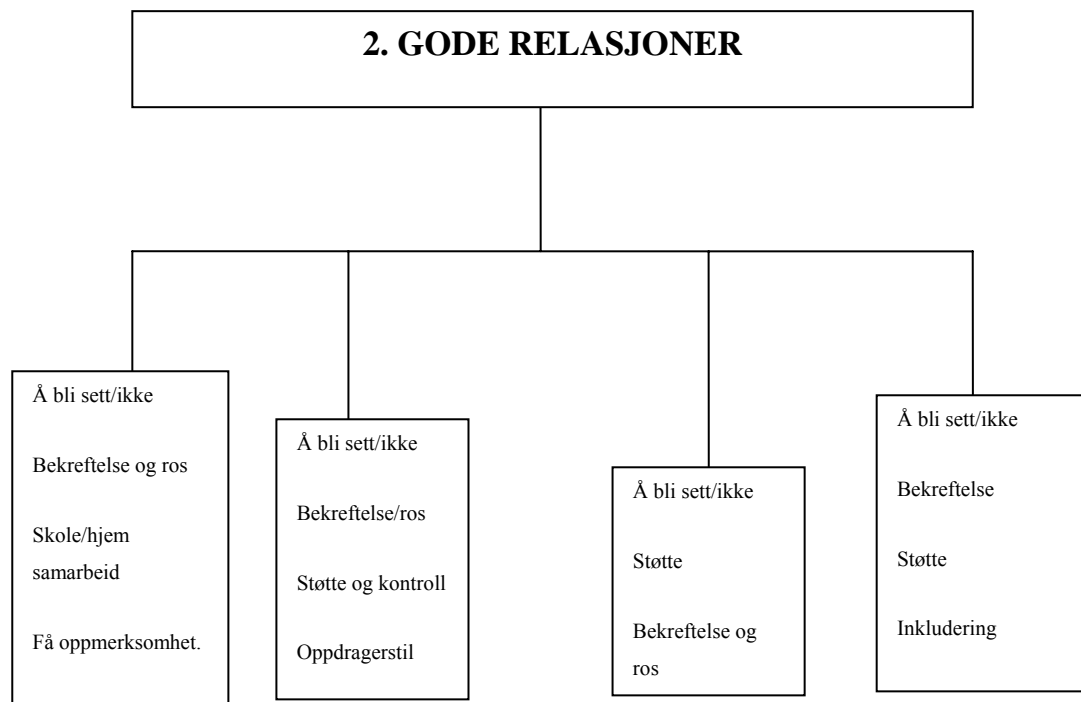 2. GODE RELASJONER
Å bli sett/ikke
Bekreftelse og ros
Skole/hjem
samarbeid
Få oppmerksomhet.
Å bli sett/ikke
Bekreftelse/ros
Støtte og kontroll
Oppdragerstil
Å bli sett/ikke
Støtte
Bekreftelse og
ros
Å bli sett/ikke
Bekreftelse
Støtte
Inkludering